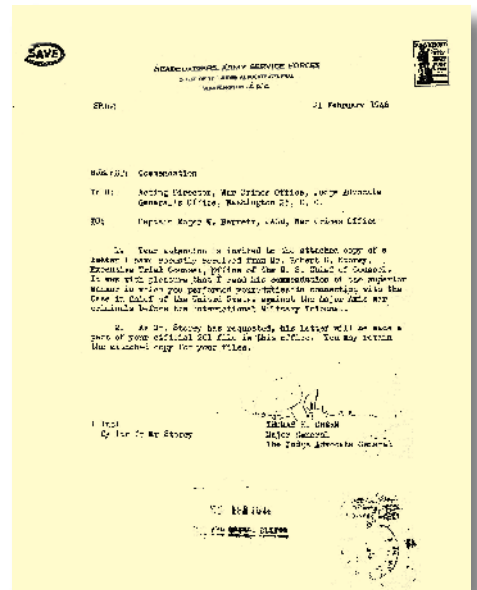 SAVE
HEADQUARTERS, ARMY SERVICE FORCES
21 February 1946
SUBJECT: Commendation
THRU: Acting Director, War Crimes Office, Judge Advocate
General's Office, Washington 25, D. C.
TO: Captain Roger W. Barrett, JAGD, War Crimes Office
1. Your attention is invited to the attached copy of a
letter I have recently received from Mr. Robert G. Storey,
Executive Trial Counsel, Office of the U. S. Chief of Counsel.
It was with pleasure that I read his commendation of the superior
manner in which you performed your duties in connection with the
Case in Chief of the United States against the major Axis war
criminals before the International Military Tribunal.
2. As Mr. Storey has requested, his letter will be made a
part of your official 201 file in this office. You may retain
the attached copy for your files.
1 Incl
Cy ltr fr Mr Storey
THOMAS H. GREEN
Major General
The Judge Advocate General